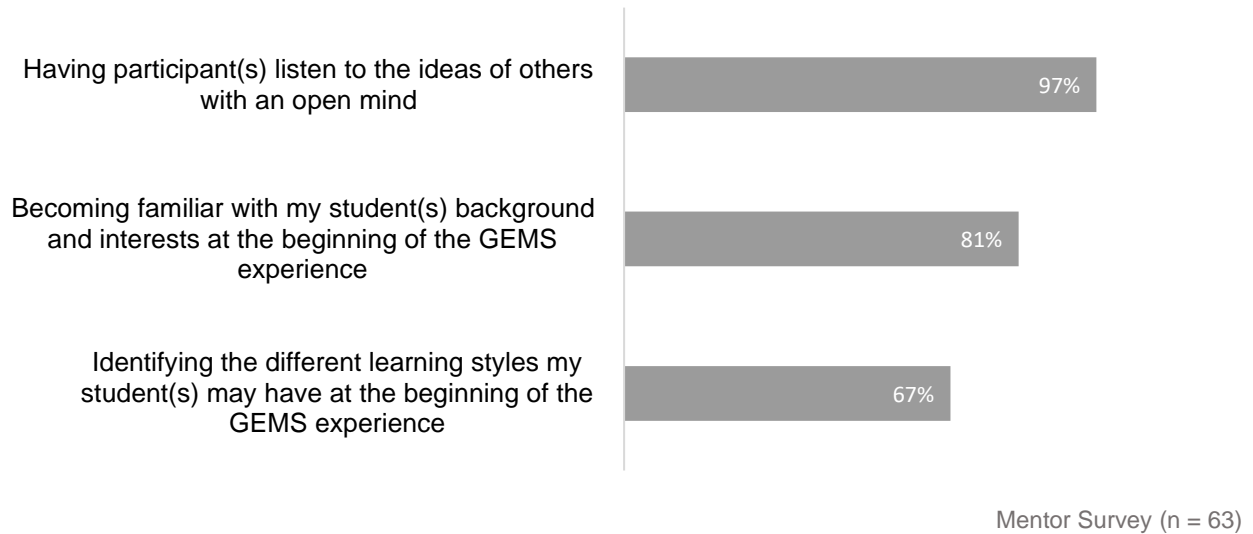 Having participant(s) listen to the ideas of others
with an open mind
97%
Becoming familiar with my student(s) background
and interests at the beginning of the GEMS
experience
81%
Identifying the different learning styles my
student(s) may have at the beginning of the
GEMS experience
67%
Mentor Survey (n = 63)